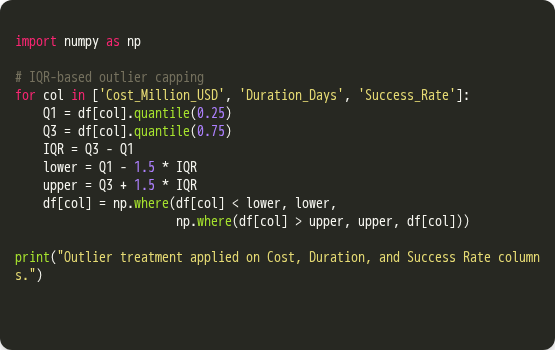 import numpy as np
# IQR-based outlier capping
for col in ['Cost_Million_USD', 'Duration_Days', 'Success_Rate']:
    Q1 = df[col].quantile(0.25)
    Q3 = df[col].quantile(0.75)
    IQR = Q3 - Q1
    lower = Q1 - 1.5 * IQR
    upper = Q3 + 1.5 * IQR
    df[col] = np.where(df[col] < lower, lower,
                       np.where(df[col] > upper, upper, df[col]))
print("Outlier treatment applied on Cost, Duration, and Success Rate column
s.")